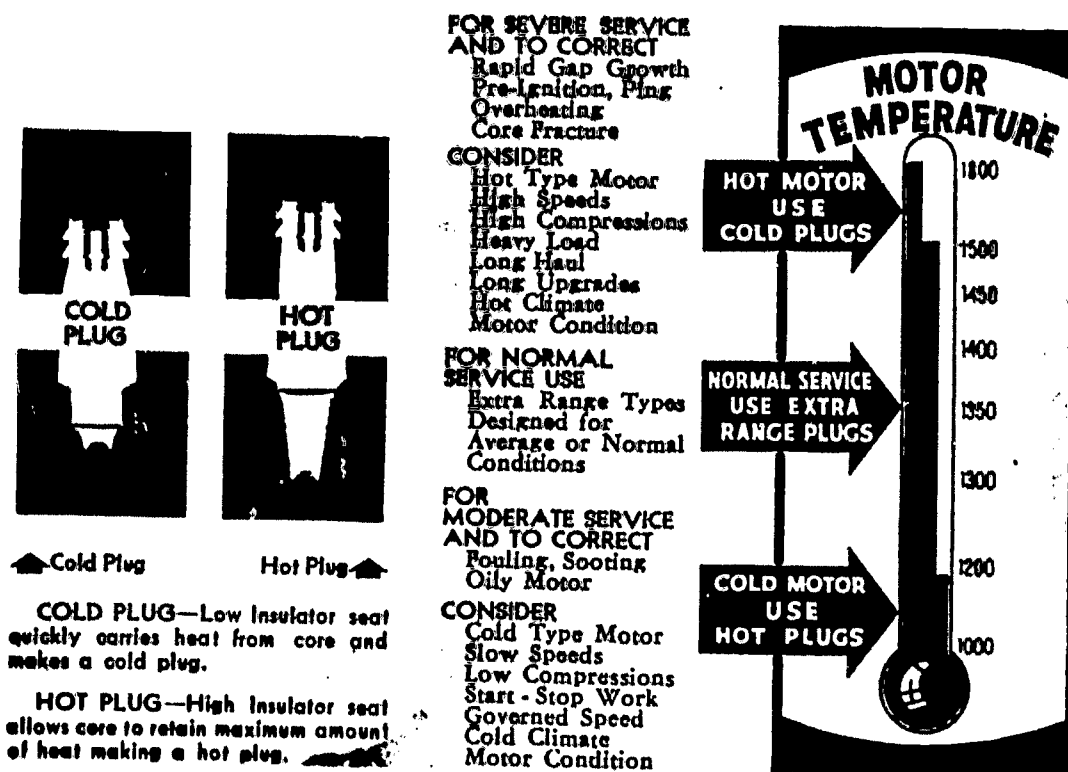 COLD
PLUG
HOT
PLUG
Cold Plug
Hot Plug
COLD PLUG—Low Insulator seat
quickly carries heat from core and
makes a cold plug.
HOT PLUG—High Insulator seat
allows core to retain maximum amount
of heat making a hot plug.
FOR SEVERE SERVICE
AND TO CORRECT
Rapid Gap Growth
Pre-Ignition, Ping
Overheating
Core Fracture
CONSIDER
Hot Type Motor
High Speeds
High Compressions
Heavy Load
Long Haul
Long Upgrades
Hot Climate
Motor Condition
FOR NORMAL
SERVICE USE
Extra Range Types
Designed for
Average or Normal
Conditions
FOR
MODERATE SERVICE
AND TO CORRECT
Fouling, Sooting
Oily Motor
CONSIDER
Cold Type Motor
Slow Speeds
Low Compressions
Start - Stop Work
Governed Speed
Cold Climate
Motor Condition
MOTOR
TEMPERATURE
HOT MOTOR
USE
COLD PLUGS
NORMAL SERVICE
USE EXTRA
RANGE PLUGS
COLD MOTOR
USE
HOT PLUGS
1800
1500
1450
1400
1350
1300
1200
1000